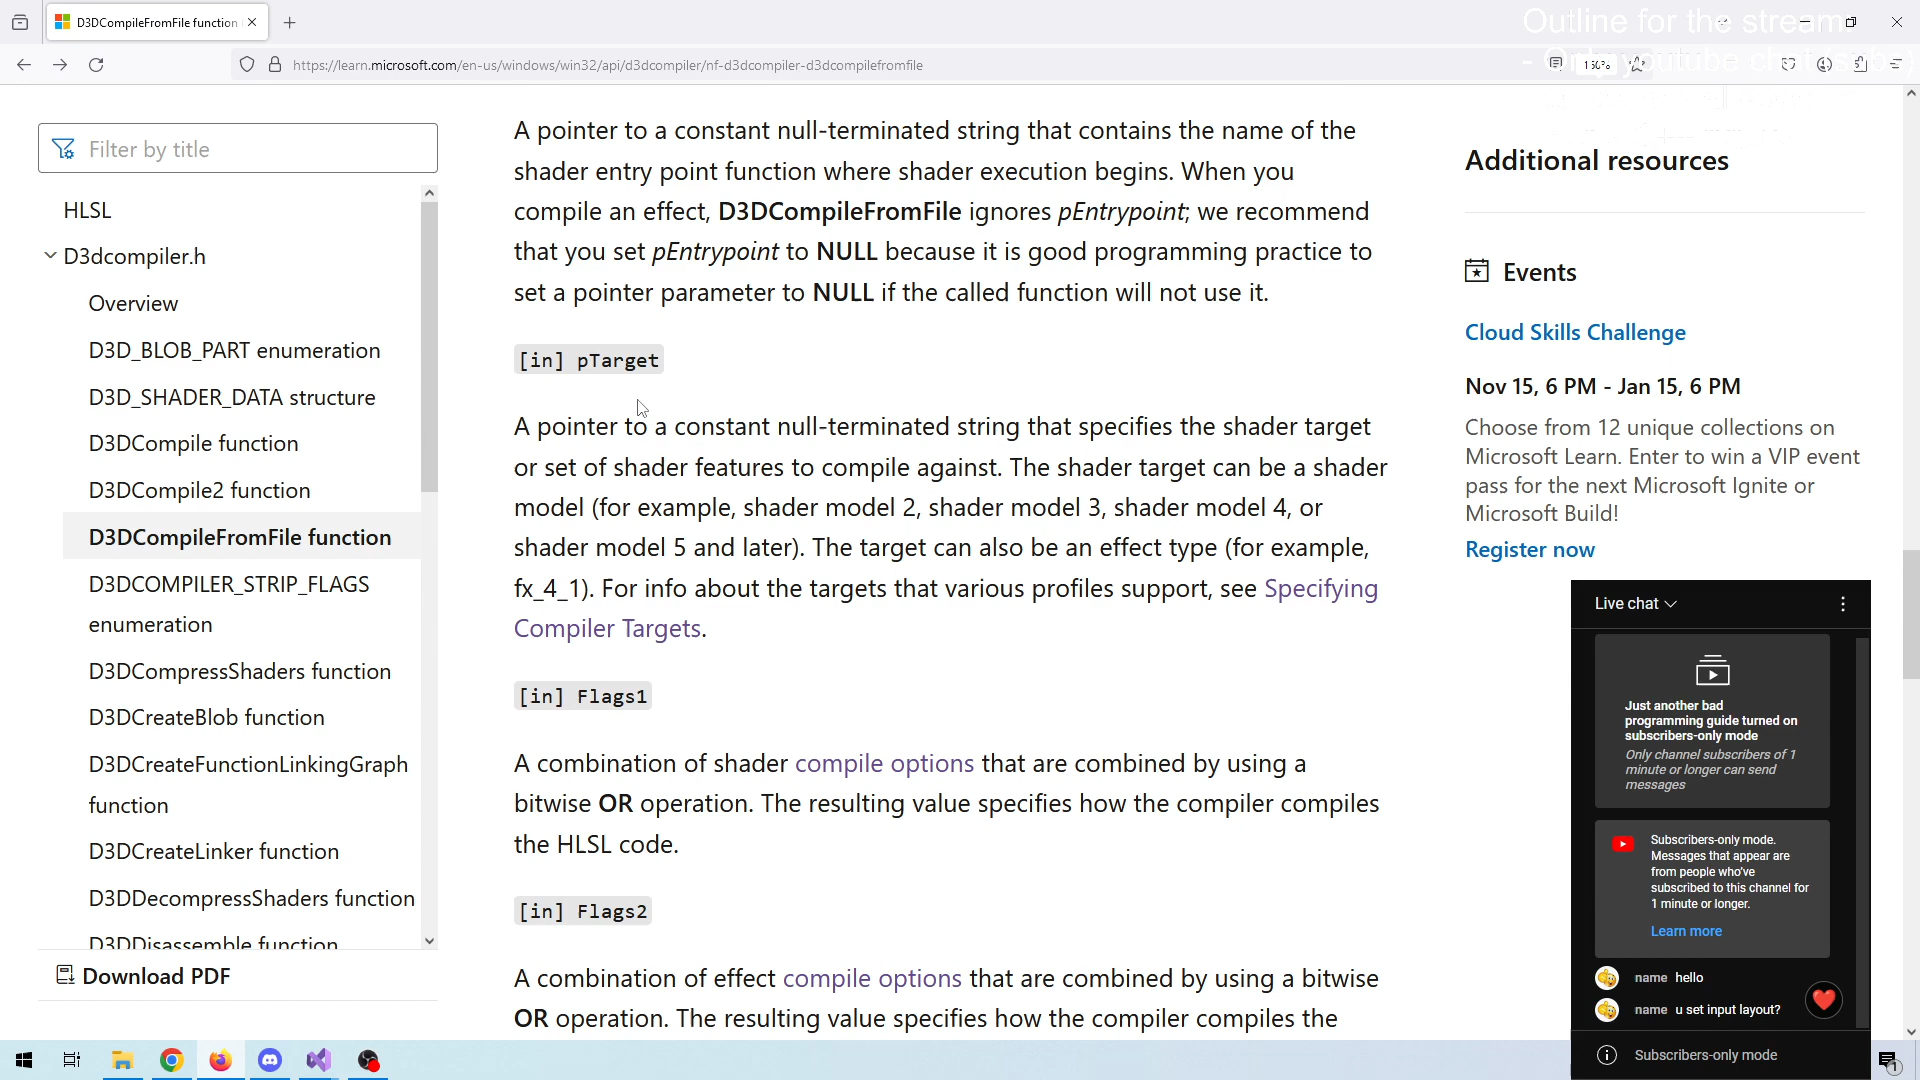 D3DCompileFromFile function
Outline for the stream:
https://learn.microsoft.com/en-us/windows/win32/api/d3dcompiler/nf-d3dcompiler-d3dcompilefromfile
150%
- Only youtube chat (subs)
Filter by title
HLSL
D3dcompiler.h
Overview
D3D_BLOB_PART enumeration
D3D_SHADER_DATA structure
D3DCompile function
D3DCompile2 function
D3DCompileFromFile function
D3DCOMPILER_STRIP_FLAGS
enumeration
D3DCompressShaders function
D3DCreateBlob function
D3DCreateFunctionLinkingGraph
function
D3DCreateLinker function
D3DDecompressShaders function
D3DDisassemble function
Download PDF
A pointer to a constant null-terminated string that contains the name of the
shader entry point function where shader execution begins. When you
compile an effect, D3DCompileFromFile ignores pEntrypoint; we recommend
that you set pEntrypoint to NULL because it is good programming practice to
set a pointer parameter to NULL if the called function will not use it.
[in] pTarget
A pointer to a constant null-terminated string that specifies the shader target
or set of shader features to compile against. The shader target can be a shader
model (for example, shader model 2, shader model 3, shader model 4, or
shader model 5 and later). The target can also be an effect type (for example,
fx_4_1). For info about the targets that various profiles support, see Specifying
Compiler Targets.
[in] Flags1
A combination of shader compile options that are combined by using a
bitwise OR operation. The resulting value specifies how the compiler compiles
the HLSL code.
[in] Flags2
A combination of effect compile options that are combined by using a bitwise
OR operation. The resulting value specifies how the compiler compiles the
Additional resources
Events
Cloud Skills Challenge
Nov 15, 6 PM - Jan 15, 6 PM
Choose from 12 unique collections on
Microsoft Learn. Enter to win a VIP event
pass for the next Microsoft Ignite or
Microsoft Build!
Register now
Live chat
Just another bad
programming guide turned on
subscribers-only mode
Only channel subscribers of 1
minute or longer can send
messages
Subscribers-only mode.
Messages that appear are
from people who've
subscribed to this channel for
1 minute or longer.
Learn more
name hello
name u set input layout?
Subscribers-only mode
1